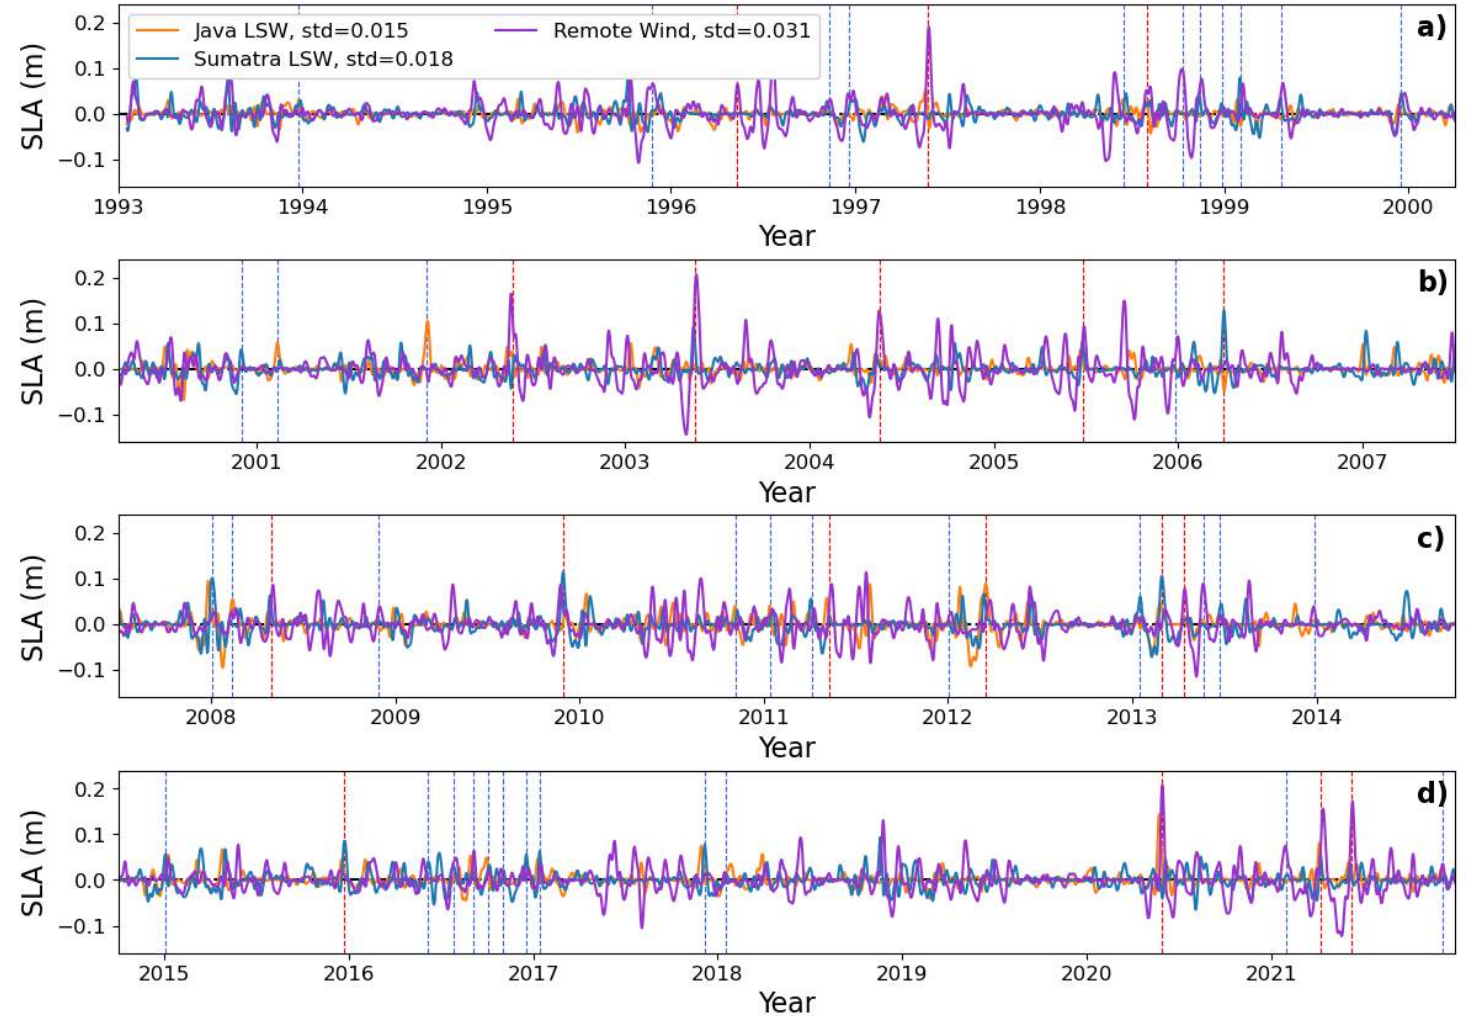 Java LSW, std=0.015
Sumatra LSW, std=0.018
Remote Wind, std=0.031
a)
SLA (m)
0.2
0.1
0.0
−0.1
1993 1994 1995 1996 1997 1998 1999 2000
Year
b)
SLA (m)
0.2
0.1
0.0
−0.1
2001 2002 2003 2004 2005 2006 2007
Year
c)
SLA (m)
0.2
0.1
0.0
−0.1
2008 2009 2010 2011 2012 2013 2014
Year
d)
SLA (m)
0.2
0.1
0.0
−0.1
2015 2016 2017 2018 2019 2020 2021
Year